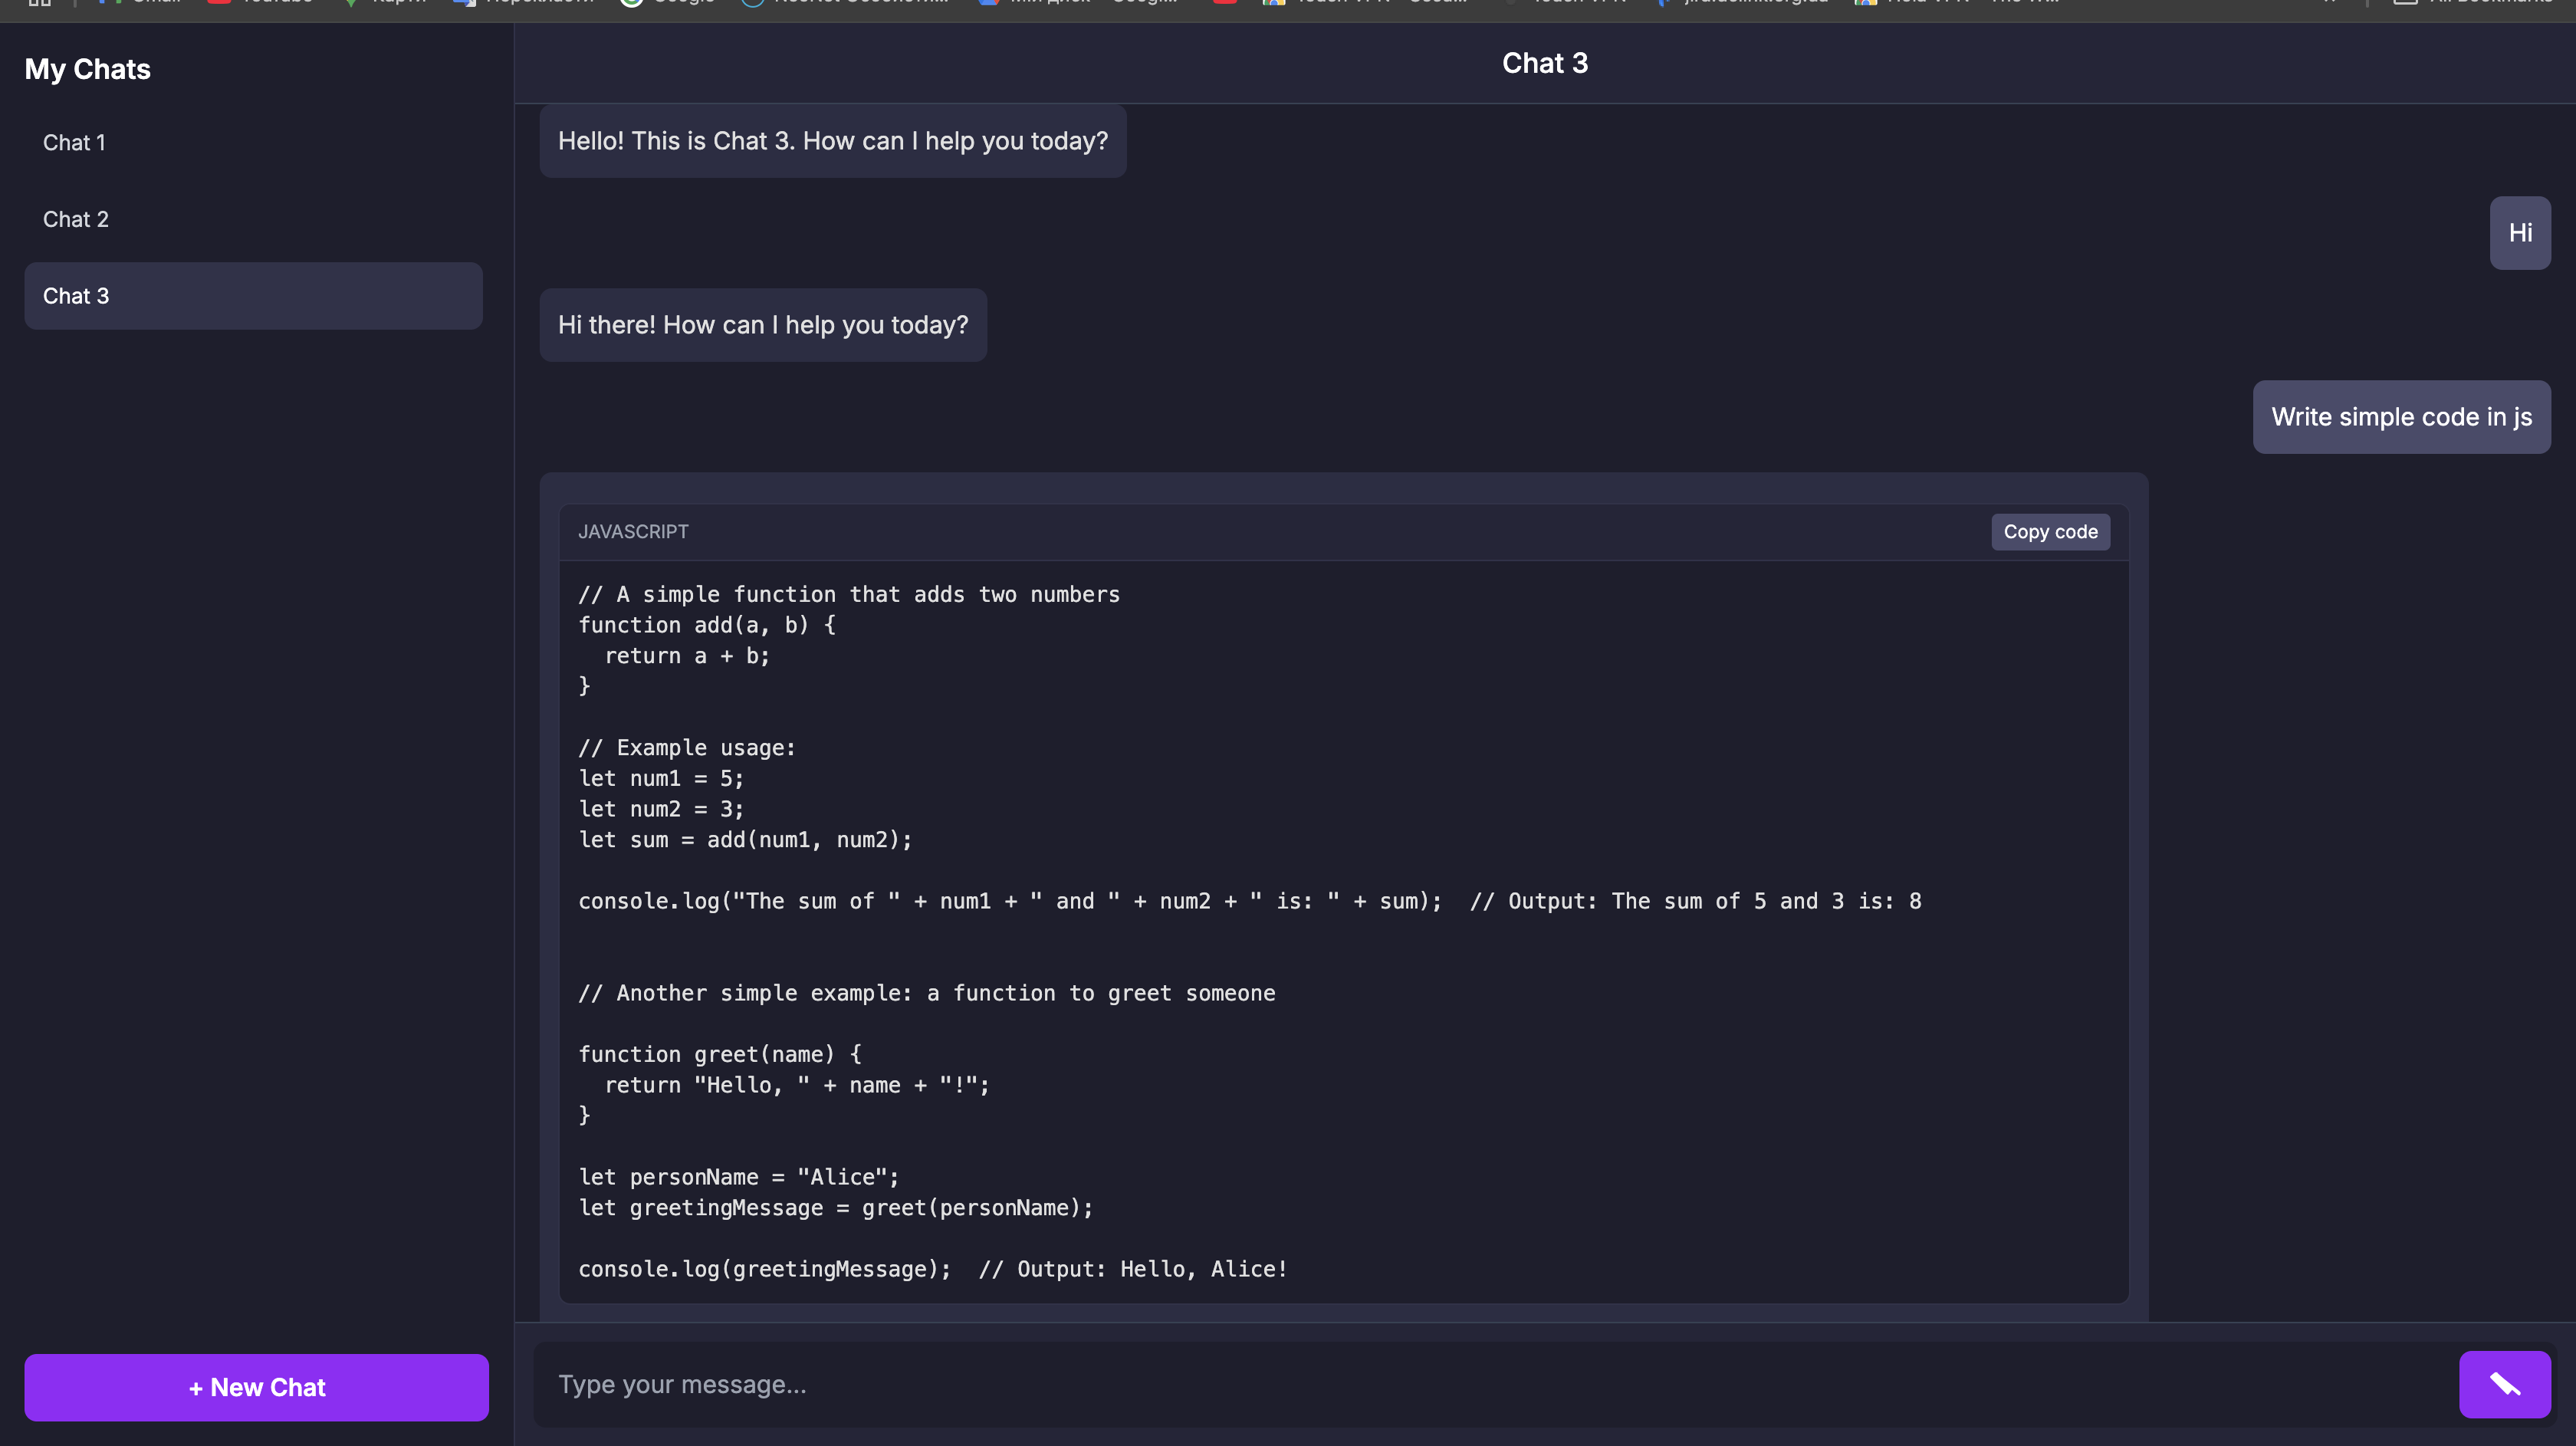 My Chats
Chat 1
Chat 2
Chat 3
+ New Chat
Chat 3
Hello! This is Chat 3. How can I help you today?
Hi
Hi there! How can I help you today?
Write simple code in js
JAVASCRIPT
Copy code
// A simple function that adds two numbers
function add(a, b) {
  return a + b;
}
// Example usage:
let num1 = 5;
let num2 = 3;
let sum = add(num1, num2);
console.log("The sum of " + num1 + " and " + num2 + " is: " + sum);  // Output: The sum of 5 and 3 is: 8
// Another simple example: a function to greet someone
function greet(name) {
  return "Hello, " + name + "!";
}
let personName = "Alice";
let greetingMessage = greet(personName);
console.log(greetingMessage);  // Output: Hello, Alice!
Type your message...